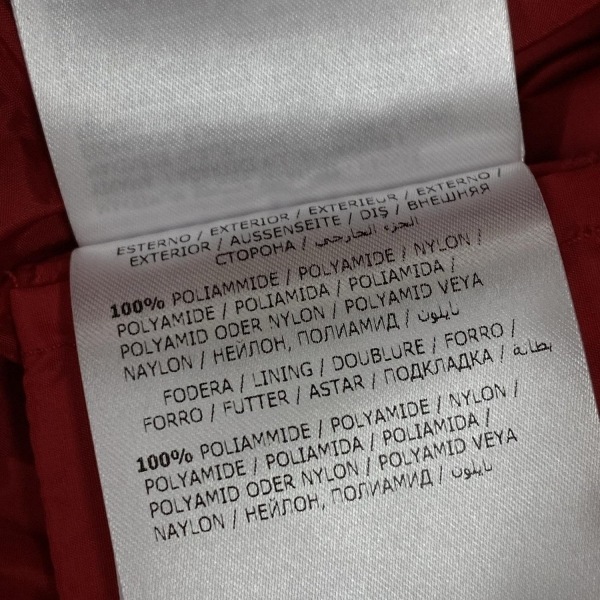 ESTERNO / EXTERIOR / EXTERIEUR / EXTERNO /
EXTERIOR / AUSSENSEITE / DIŞ / ВНЕШНЯЯ
СТОРОНА / الجزء الخارجي
100% POLIAMMIDE / POLYAMIDE / NYLON /
POLYAMIDE / POLIAMIDA / POLIAMIDA /
POLYAMID ODER NYLON / POLYAMID VEYA
NAYLON / НЕЙЛОН, ПОЛИАМИД / نايلون
FODERA / LINING / DOUBLURE / FORRO /
FORRO / FUTTER / ASTAR / ПОДКЛАДКА / بطانة
100% POLIAMMIDE / POLYAMIDE / NYLON /
POLYAMIDE / POLIAMIDA / POLIAMIDA /
POLYAMID ODER NYLON / POLYAMID VEYA
NAYLON / НЕЙЛОН, ПОЛИАМИД / نايلون